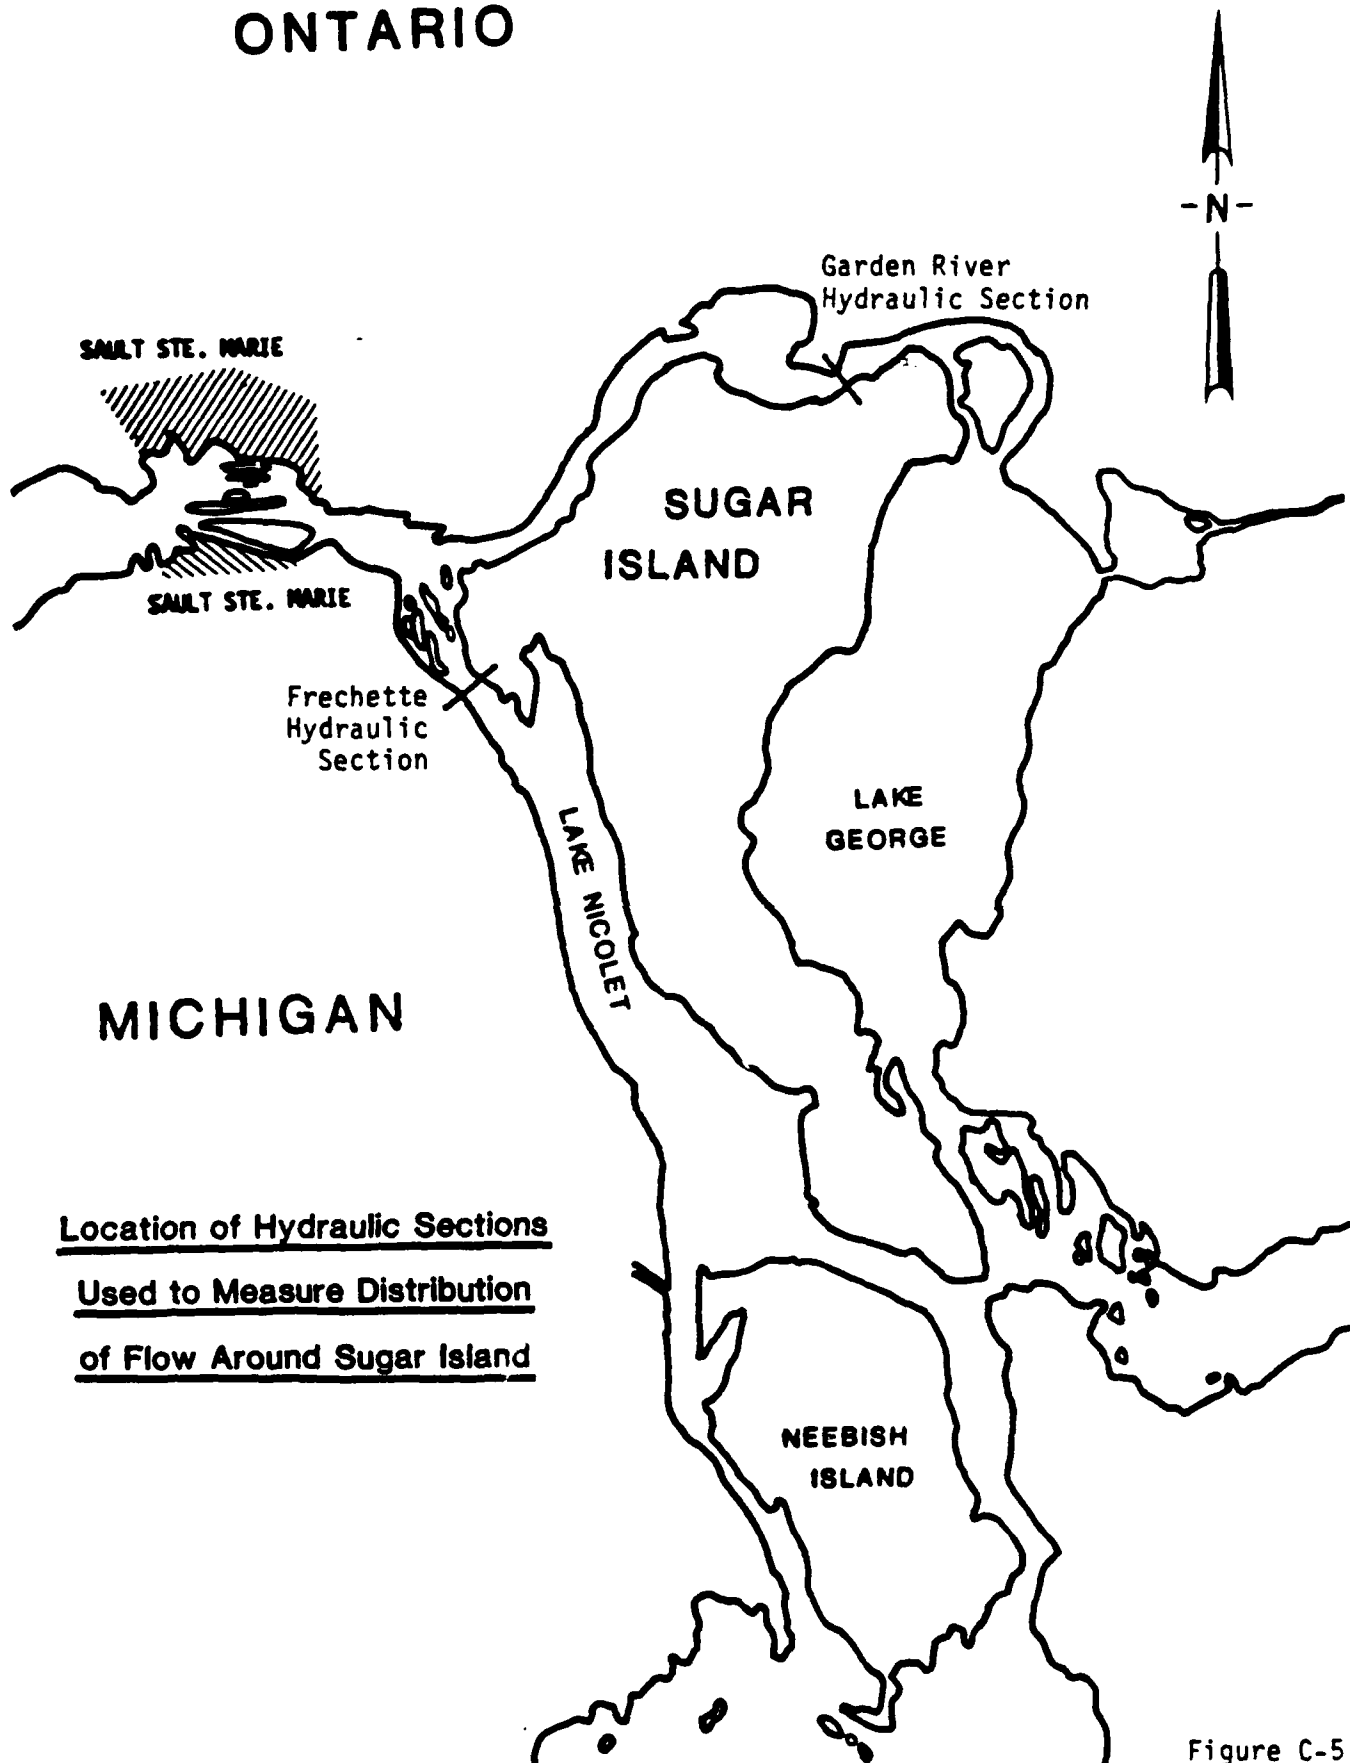 ONTARIO
-N-
Garden River
Hydraulic Section
SAULT STE. MARIE
SUGAR
ISLAND
SAULT STE. MARIE
Frechette
Hydraulic
Section
LAKE
GEORGE
LAKE NICOLET
MICHIGAN
Location of Hydraulic Sections
Used to Measure Distribution
of Flow Around Sugar Island
NEEBISH
ISLAND
Figure C-5